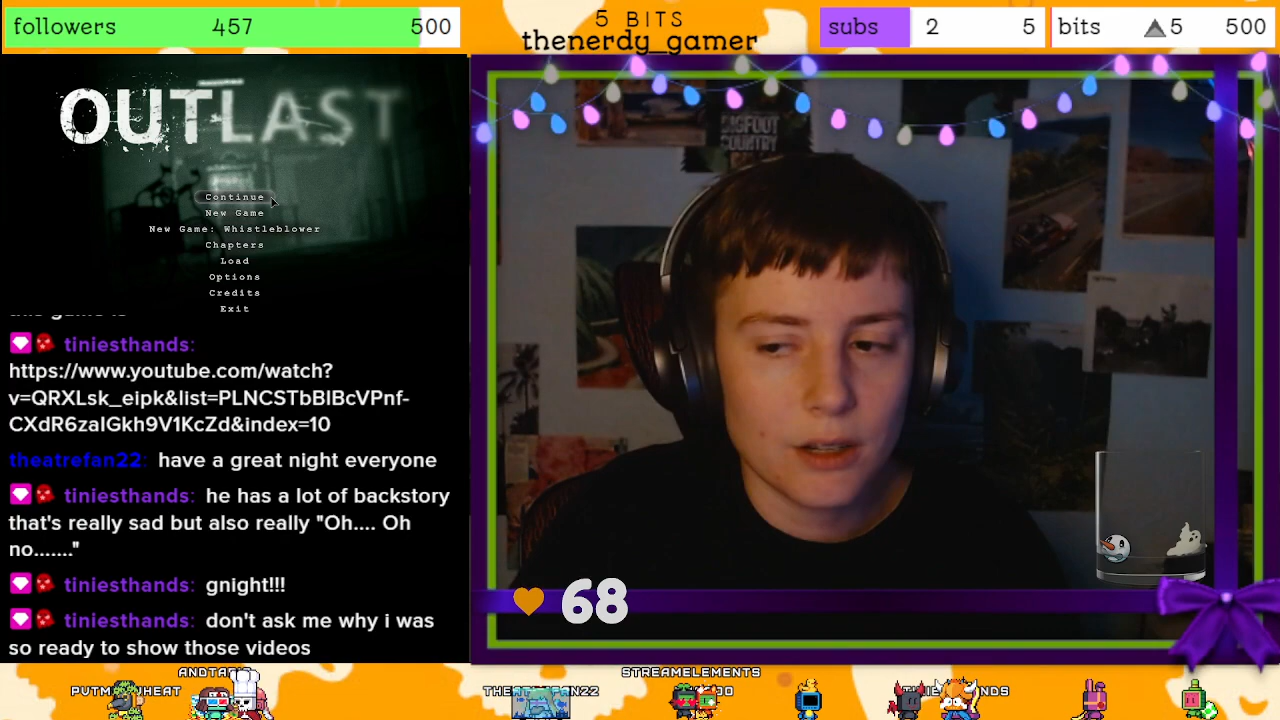 followers 457 500
5 BITS
thenerdy_gamer
subs 2 5
bits 5 500
OUTLAST
Continue
New Game
New Game: Whistleblower
Chapters
Load
Options
Credits
Exit
BIGFOOT
COUNTRY
tiniesthands:
https://www.youtube.com/watch?
v=QRXLsk_eipk&list=PLNCSTbBIBcVPnf-
CXdR6zaIGkh9V1KcZd&index=10
theatrefan22: have a great night everyone
tiniesthands: he has a lot of backstory
that's really sad but also really "Oh.... Oh
no......."
tiniesthands: gnight!!!
tiniesthands: don't ask me why i was
so ready to show those videos
68
STREAMELEMENTS